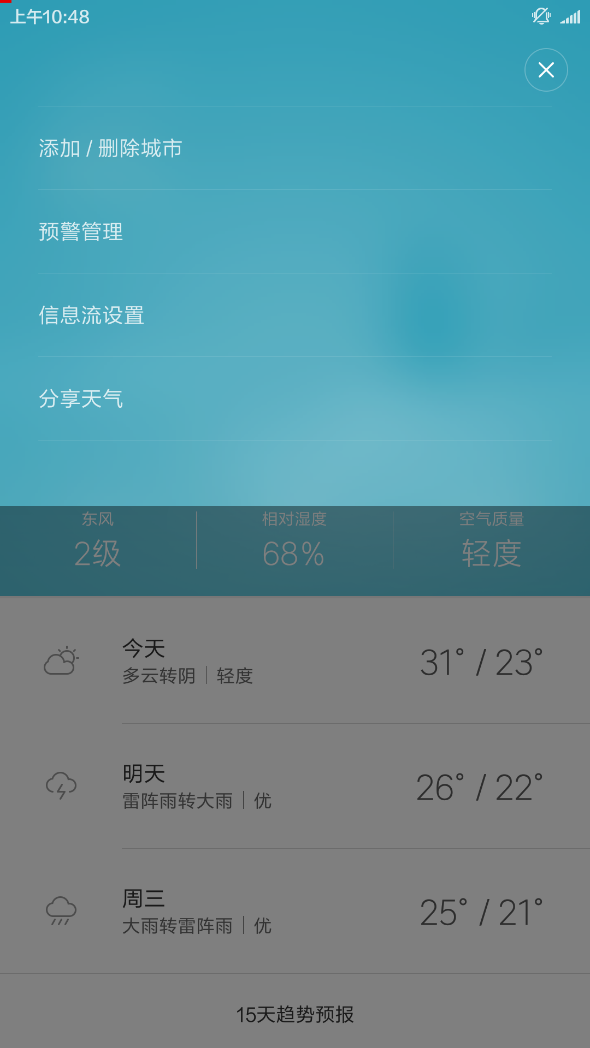 上午10:48
添加 / 删除城市
预警管理
信息流设置
分享天气
东风 相对湿度 空气质量
2级 68% 轻度
今天
多云转阴 | 轻度
31° / 23°
明天
雷阵雨转大雨 | 优
26° / 22°
周三
大雨转雷阵雨 | 优
25° / 21°
15天趋势预报